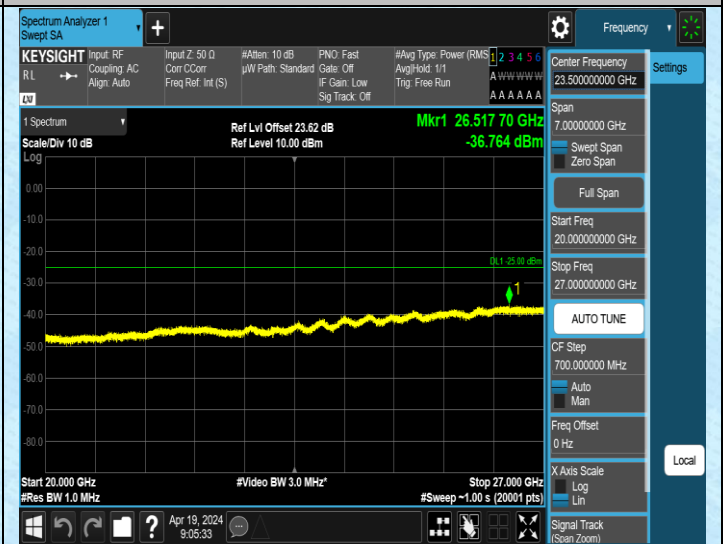 Spectrum Analyzer 1
Swept SA
Frequency
KEYSIGHT
RL
Input: RF
Coupling: AC
Align: Auto
Input Z: 50 Ω
Corr CCorr
Freq Ref: Int (S)
#Atten: 10 dB
µW Path: Standard
PNO: Fast
Gate: Off
IF Gain: Low
Sig Track: Off
#Avg Type: Power (RMS
Avg|Hold: 1/1
Trig: Free Run
1 2 3 4 5 6
A W W W W W
A A A A A A
LXI
1 Spectrum
Scale/Div 10 dB
Log
Ref Lvl Offset 23.62 dB
Ref Level 10.00 dBm
Mkr1 26.517 70 GHz
-36.764 dBm
0.00
-10.0
-20.0
-30.0
-40.0
-50.0
-60.0
-70.0
-80.0
DL1 -25.00 dBm
1
Start 20.000 GHz
#Res BW 1.0 MHz
#Video BW 3.0 MHz*
Stop 27.000 GHz
#Sweep ~1.00 s (20001 pts)
Center Frequency
23.500000000 GHz
Settings
Span
7.00000000 GHz
Swept Span
Zero Span
Full Span
Start Freq
20.000000000 GHz
Stop Freq
27.000000000 GHz
AUTO TUNE
CF Step
700.000000 MHz
Auto
Man
Freq Offset
0 Hz
X Axis Scale
Log
Lin
Signal Track
(Span Zoom)
Local
?
Apr 19, 2024
9:05:33